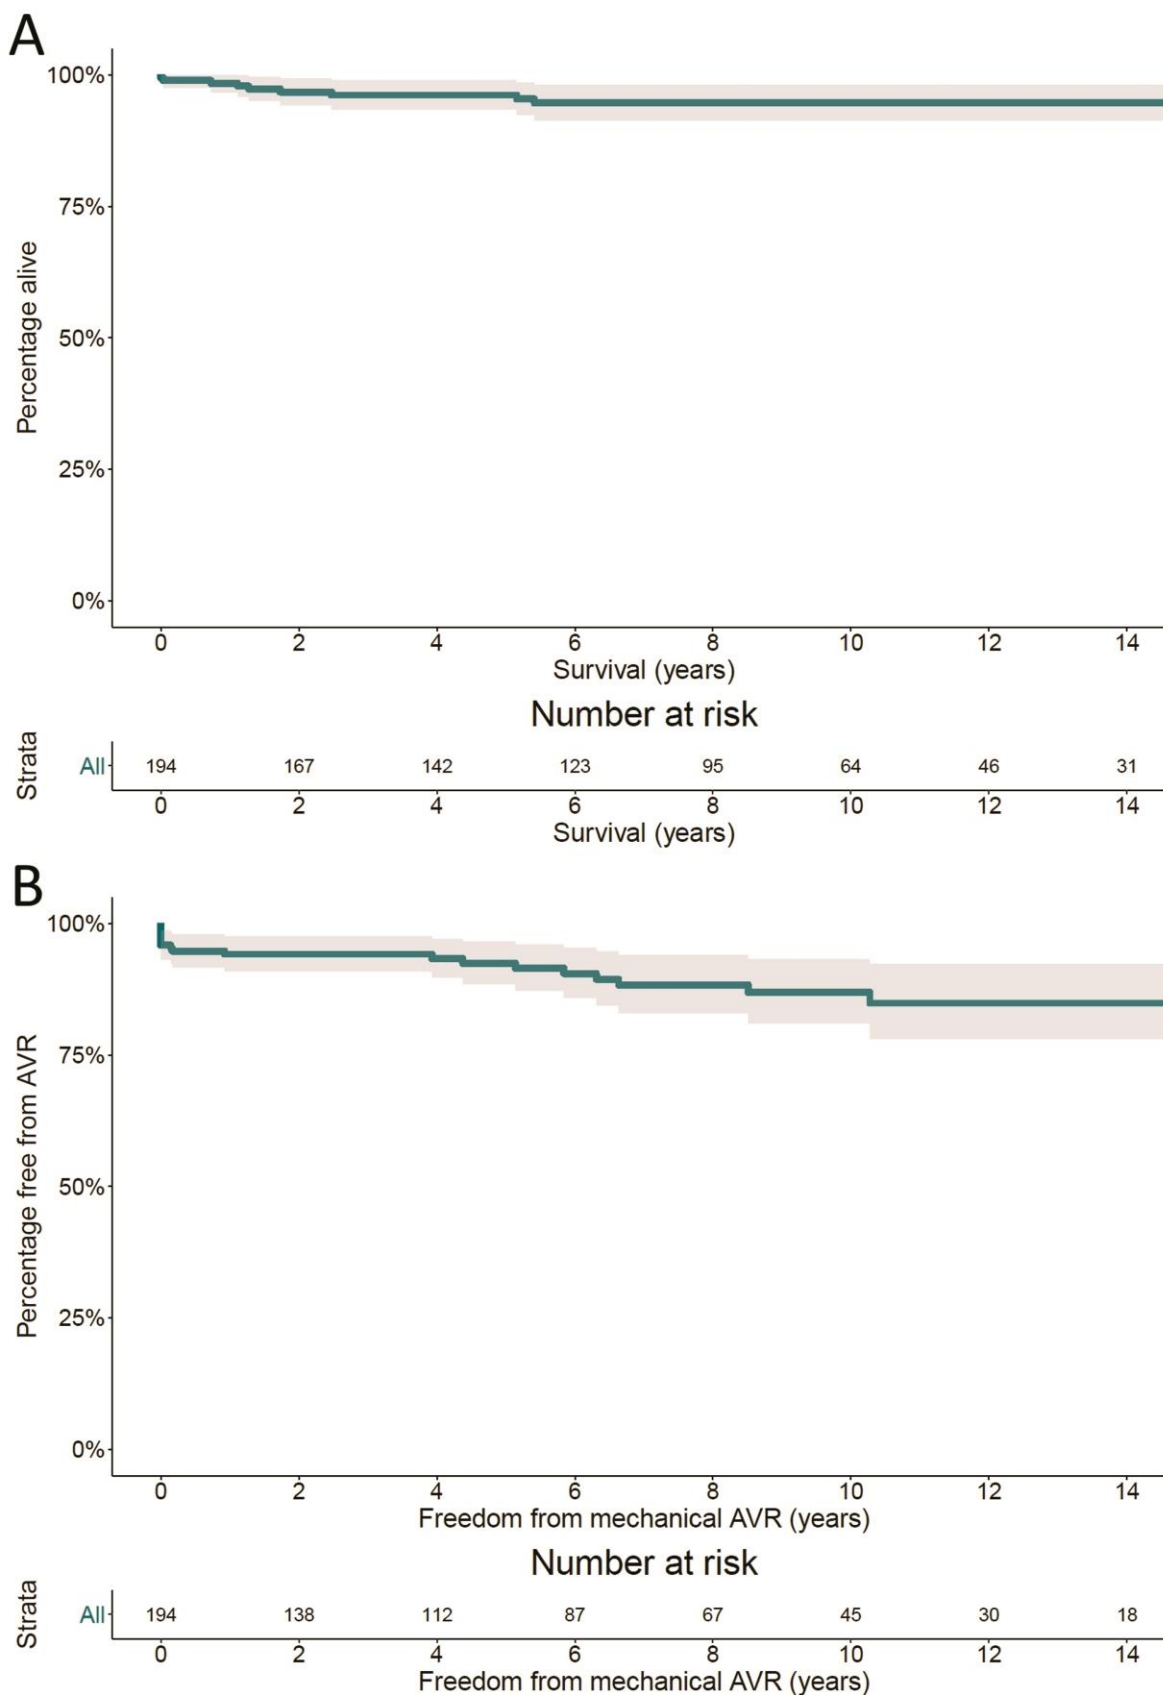 A
100%
75%
50%
25%
0%
Percentage alive
0 2 4 6 8 10 12 14
Survival (years)
Number at risk
Strata
All 194 167 142 123 95 64 46 31
0 2 4 6 8 10 12 14
Survival (years)
B
100%
75%
50%
25%
0%
Percentage free from AVR
0 2 4 6 8 10 12 14
Freedom from mechanical AVR (years)
Number at risk
Strata
All 194 138 112 87 67 45 30 18
0 2 4 6 8 10 12 14
Freedom from mechanical AVR (years)